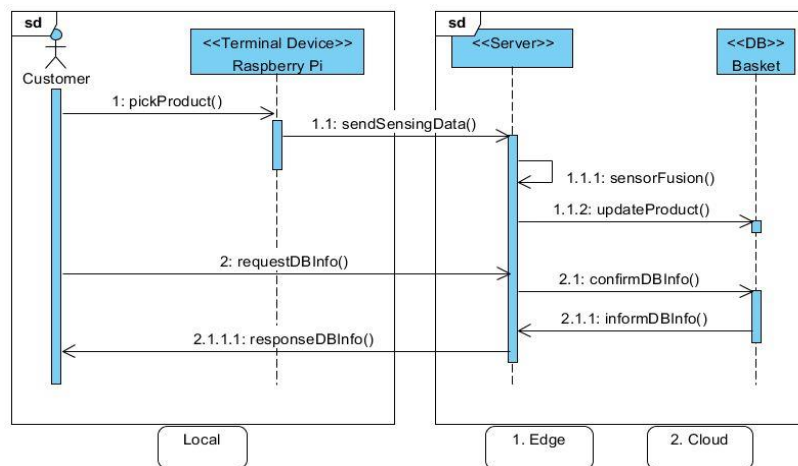 sd
sd
<<Terminal Device>>
Raspberry Pi
<<Server>>
<<DB>>
Basket
Customer
1: pickProduct()
1.1: sendSensingData()
1.1.1: sensorFusion()
1.1.2: updateProduct()
2: requestDBInfo()
2.1: confirmDBInfo()
2.1.1: informDBInfo()
2.1.1.1: responseDBInfo()
Local
1. Edge
2. Cloud